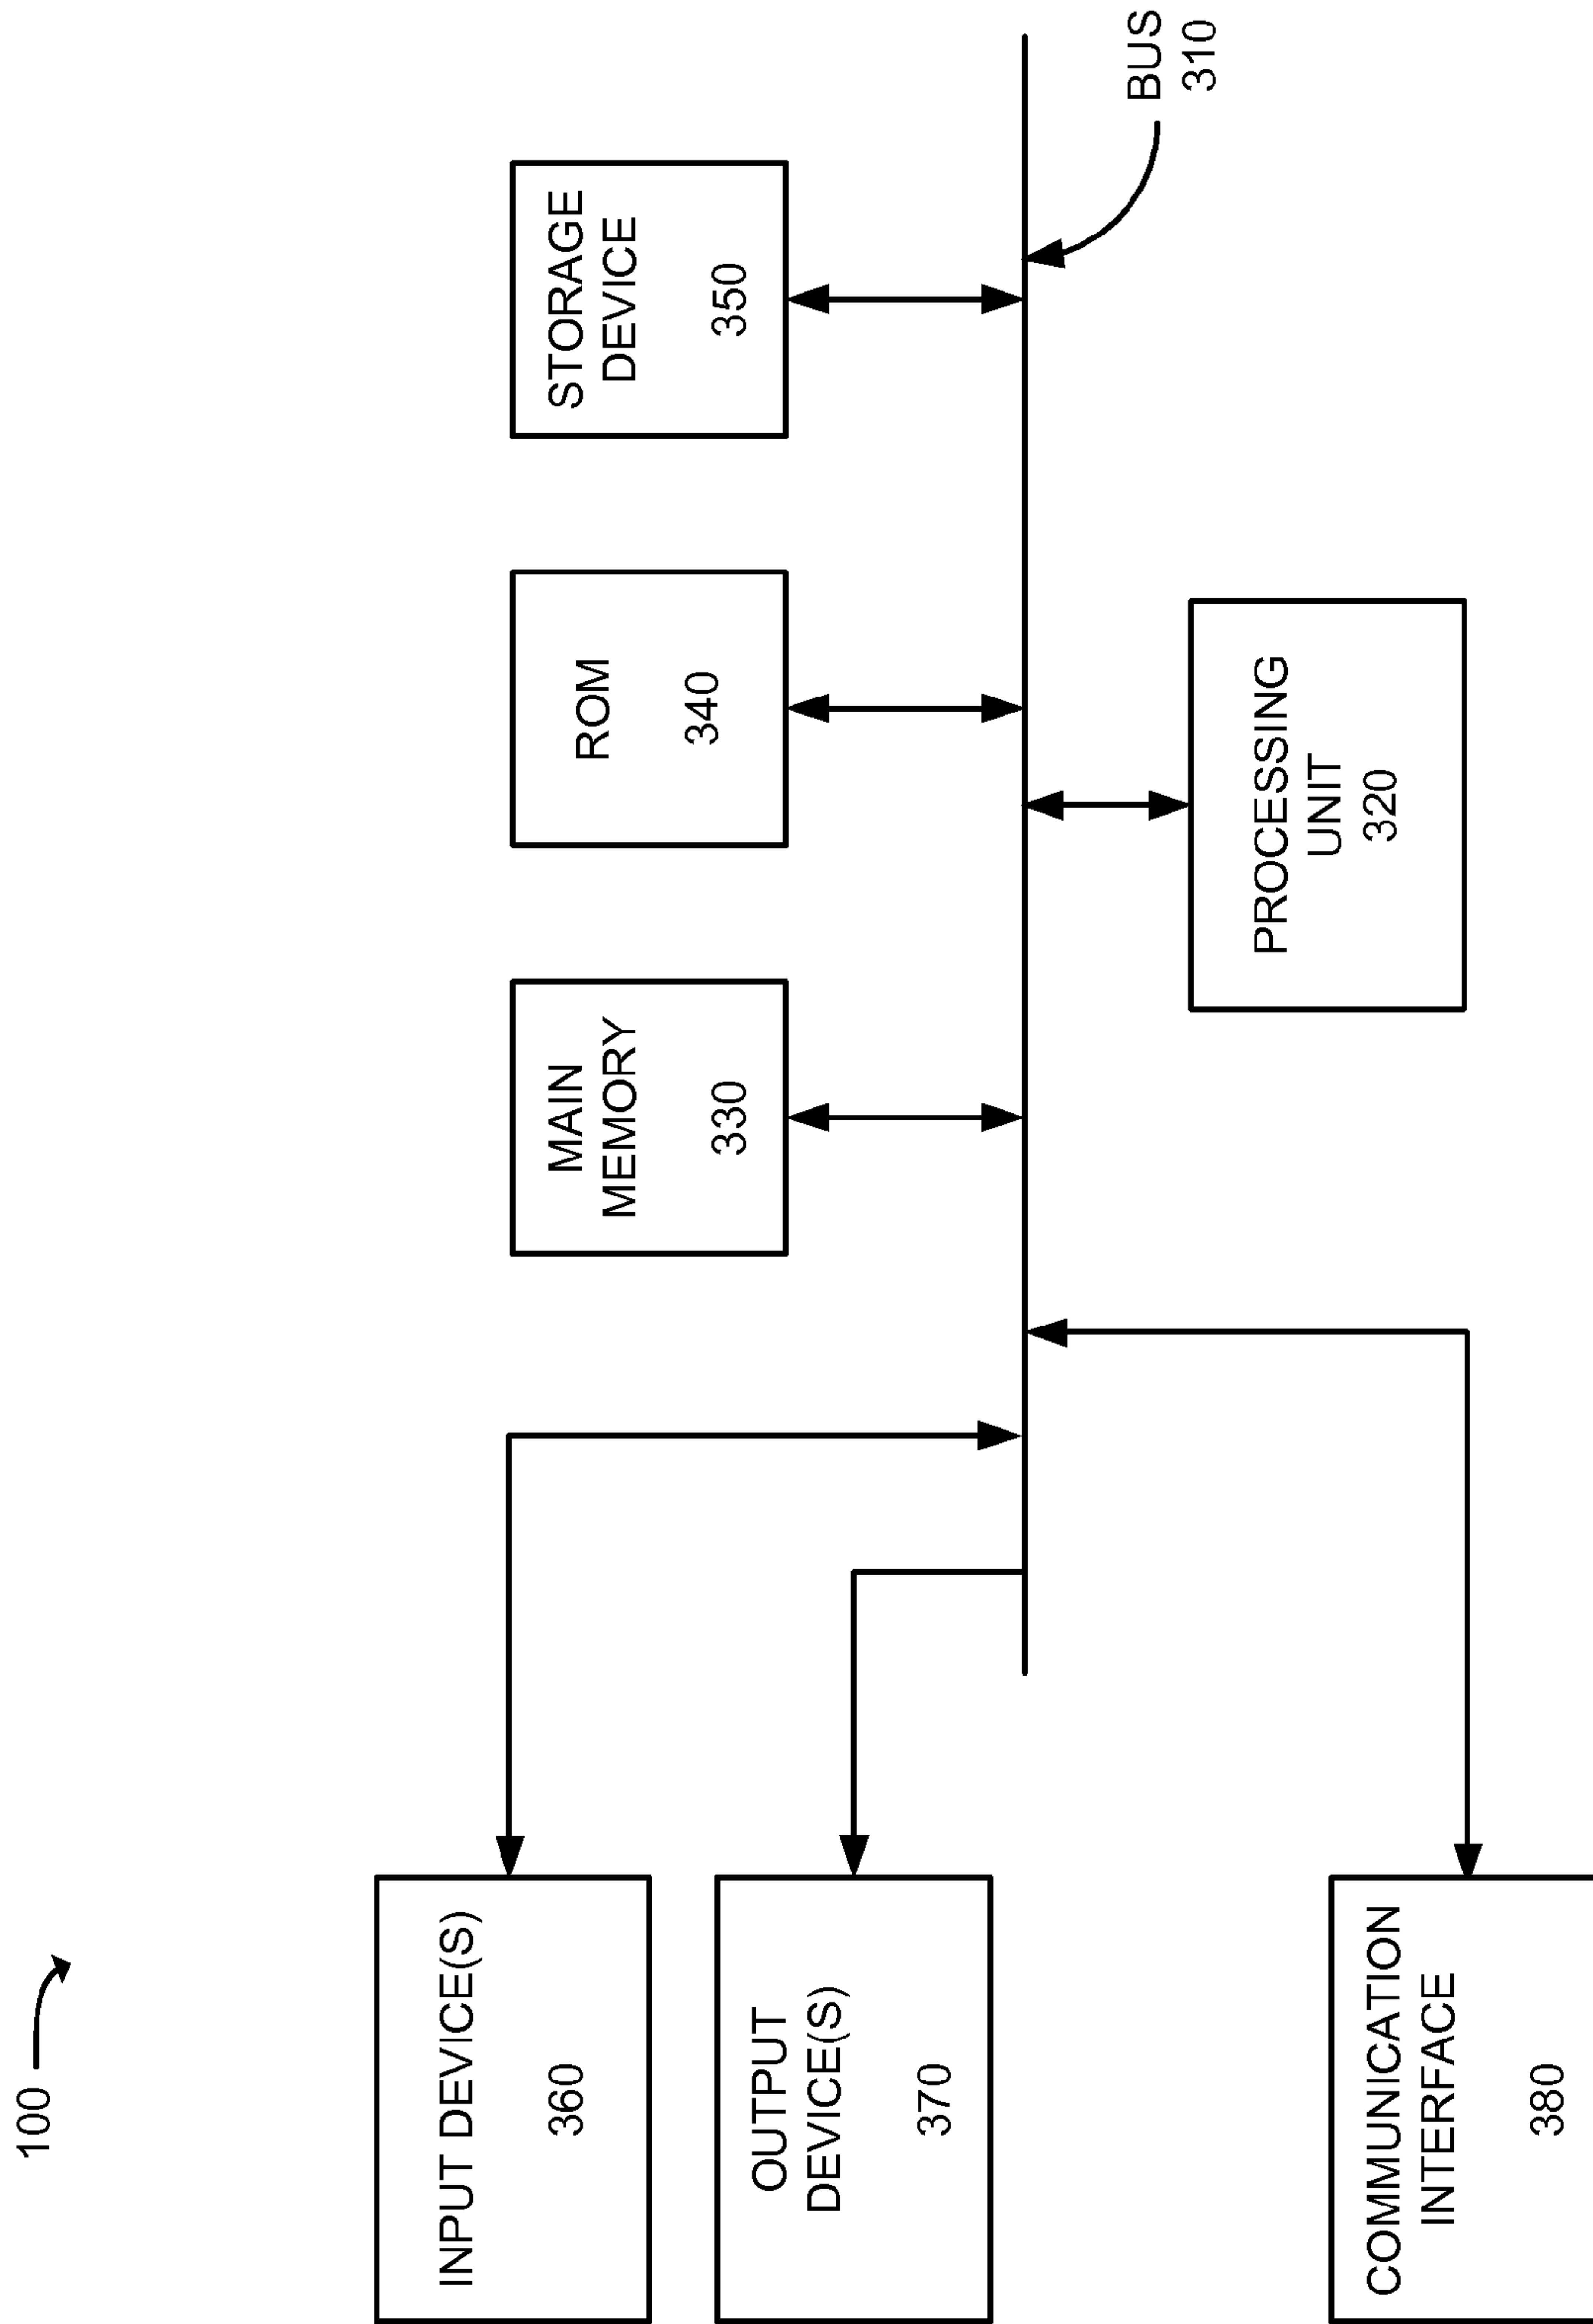 100
INPUT DEVICE(S)
360
OUTPUT
DEVICE(S)
370
COMMUNICATION
INTERFACE
380
MAIN
MEMORY
330
ROM
340
STORAGE
DEVICE
350
PROCESSING
UNIT
320
BUS
310